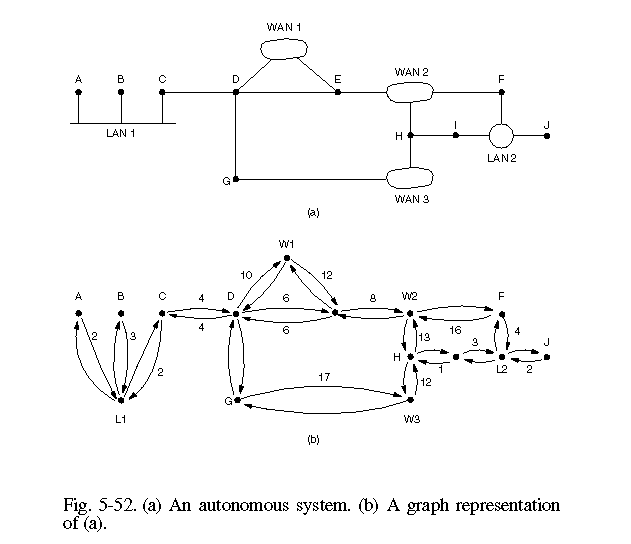 WAN 1
A B C D E WAN 2 F
LAN 1 H I J
LAN 2
G
WAN 3
(a)
W1
10 12
A B C 4 D 6 8 W2 F
4 6 16
2 3 13 4
3 J
2 H 1 L2 2
17 12
L1 G W3
(b)
Fig. 5-52. (a) An autonomous system. (b) A graph representation
of (a).